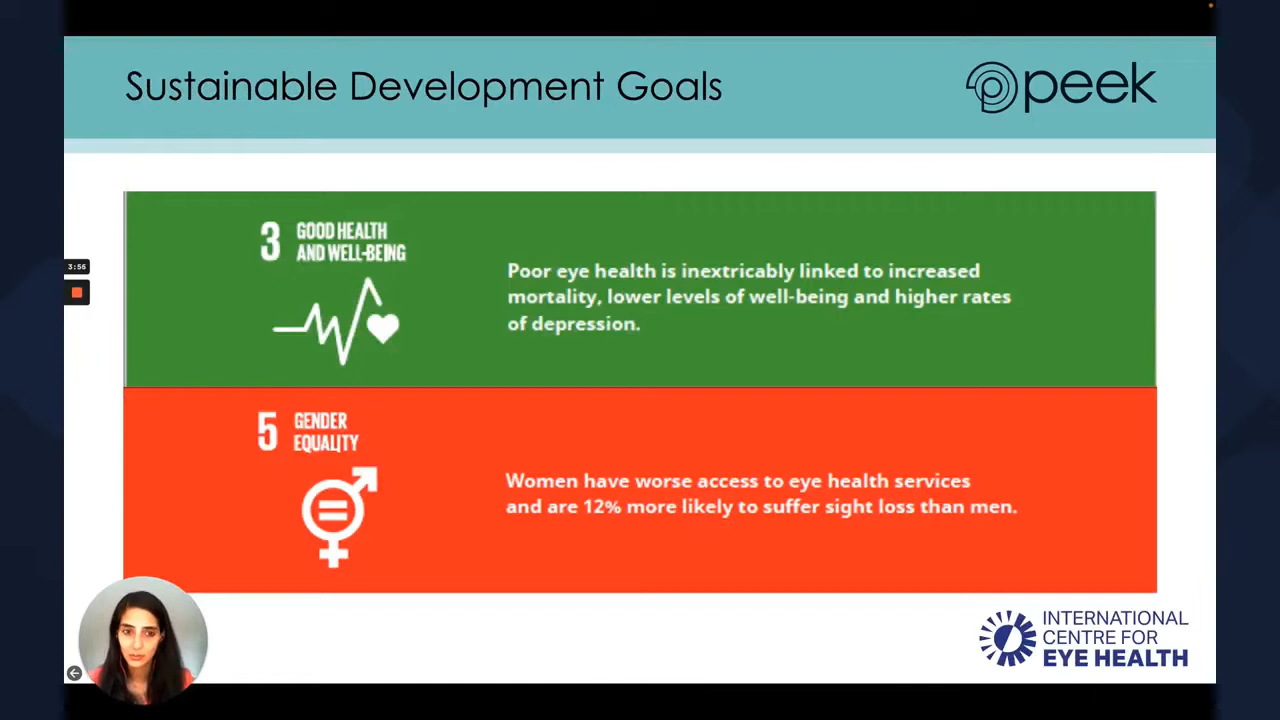 Sustainable Development Goals
peek
3:56
3
GOOD HEALTH
AND WELL-BEING
Poor eye health is inextricably linked to increased
mortality, lower levels of well-being and higher rates
of depression.
5
GENDER
EQUALITY
Women have worse access to eye health services
and are 12% more likely to suffer sight loss than men.
INTERNATIONAL
CENTRE FOR
EYE HEALTH